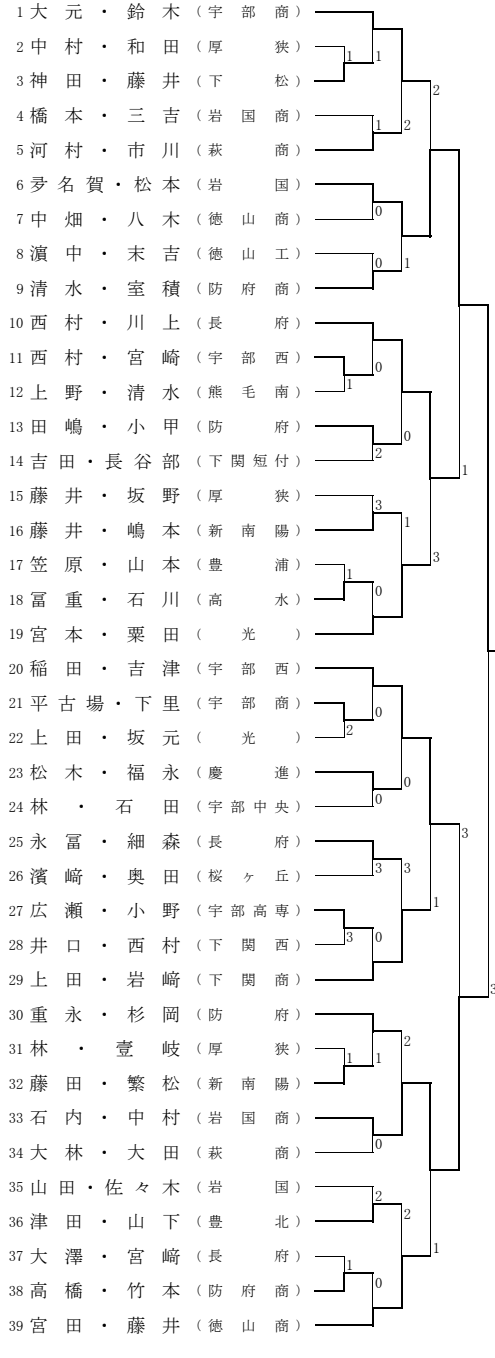 1 大元・鈴木（宇部商）
2 中村・和田（厚狭）
3 神田・藤井（下松）
4 橋本・三吉（岩国商）
5 河村・市川（萩商）
6 夛名賀・松本（岩国）
7 中畑・八木（徳山商）
8 濵中・末吉（徳山工）
9 清水・室積（防府商）
10 西村・川上（長府）
11 西村・宮崎（宇部西）
12 上野・清水（熊毛南）
13 田嶋・小甲（防府）
14 吉田・長谷部（下関短付）
15 藤井・坂野（厚狭）
16 藤井・嶋本（新南陽）
17 笠原・山本（豊浦）
18 冨重・石川（高水）
19 宮本・粟田（光）
20 稲田・吉津（宇部西）
21 平古場・下里（宇部商）
22 上田・坂元（光）
23 松木・福永（慶進）
24 林・石田（宇部中央）
25 永冨・細森（長府）
26 濱﨑・奥田（桜ヶ丘）
27 広瀬・小野（宇部高専）
28 井口・西村（下関西）
29 上田・岩﨑（下関商）
30 重永・杉岡（防府）
31 林・壹岐（厚狭）
32 藤田・繁松（新南陽）
33 石内・中村（岩国商）
34 大林・大田（萩商）
35 山田・佐々木（岩国）
36 津田・山下（豊北）
37 大澤・宮﨑（長府）
38 高橋・竹本（防府商）
39 宮田・藤井（徳山商）
1
1
2
1
2
0
0
1
0
1
0
2
1
3
1
3
1
0
0
2
0
0
3
3
3
1
3
0
3
2
1
1
0
2
2
1
1
0